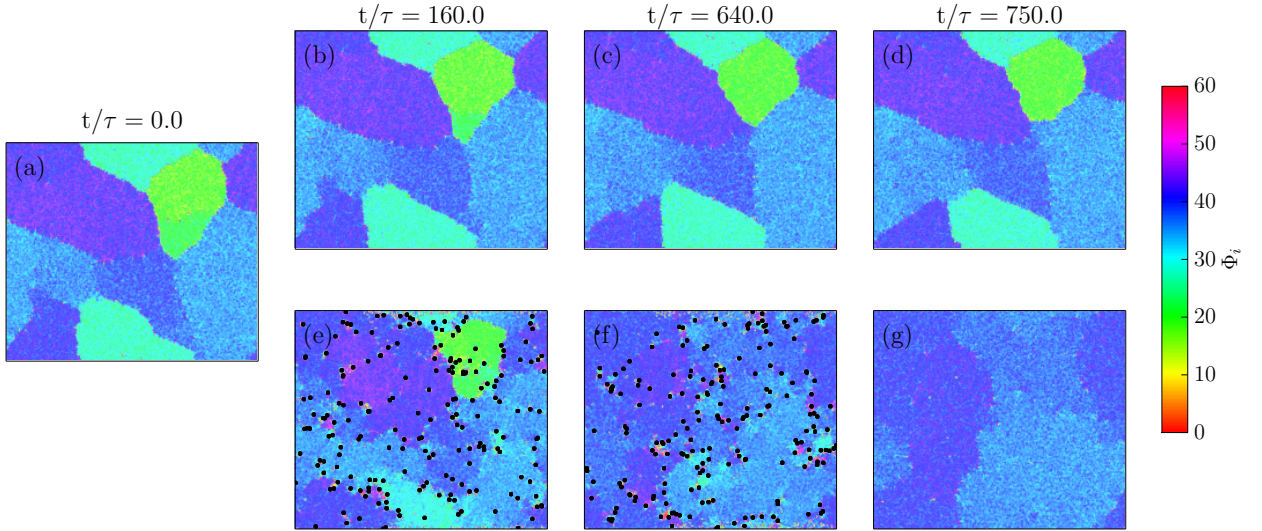 t/τ = 160.0
t/τ = 640.0
t/τ = 750.0
(b)
(c)
(d)
t/τ = 0.0
(a)
(e)
(f)
(g)
60
50
40
30
20
10
0
Φi